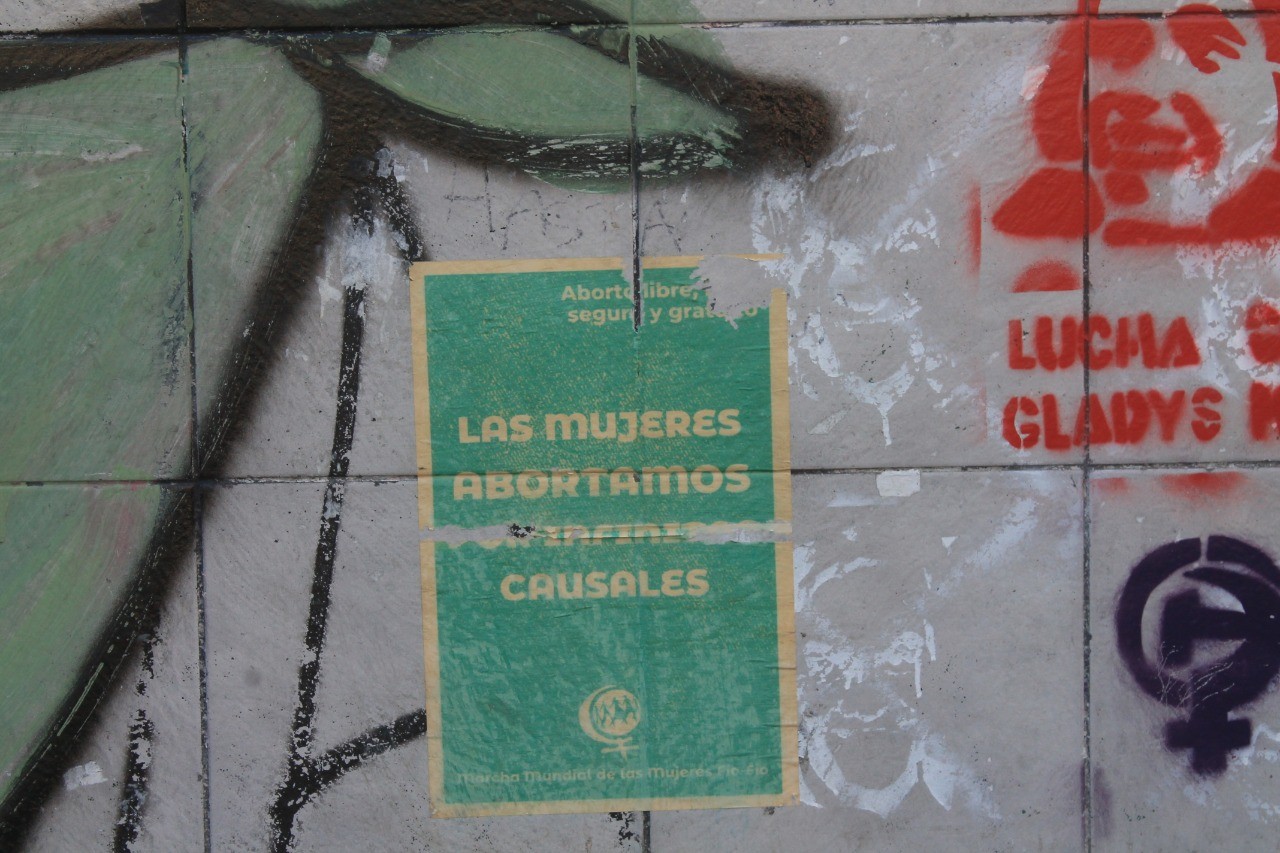 Aborto libre,
seguro y gratuito
LAS MUJERES
ABORTAMOS
CAUSALES
Marcha Mundial de las Mujeres
LUCHA
GLADYS